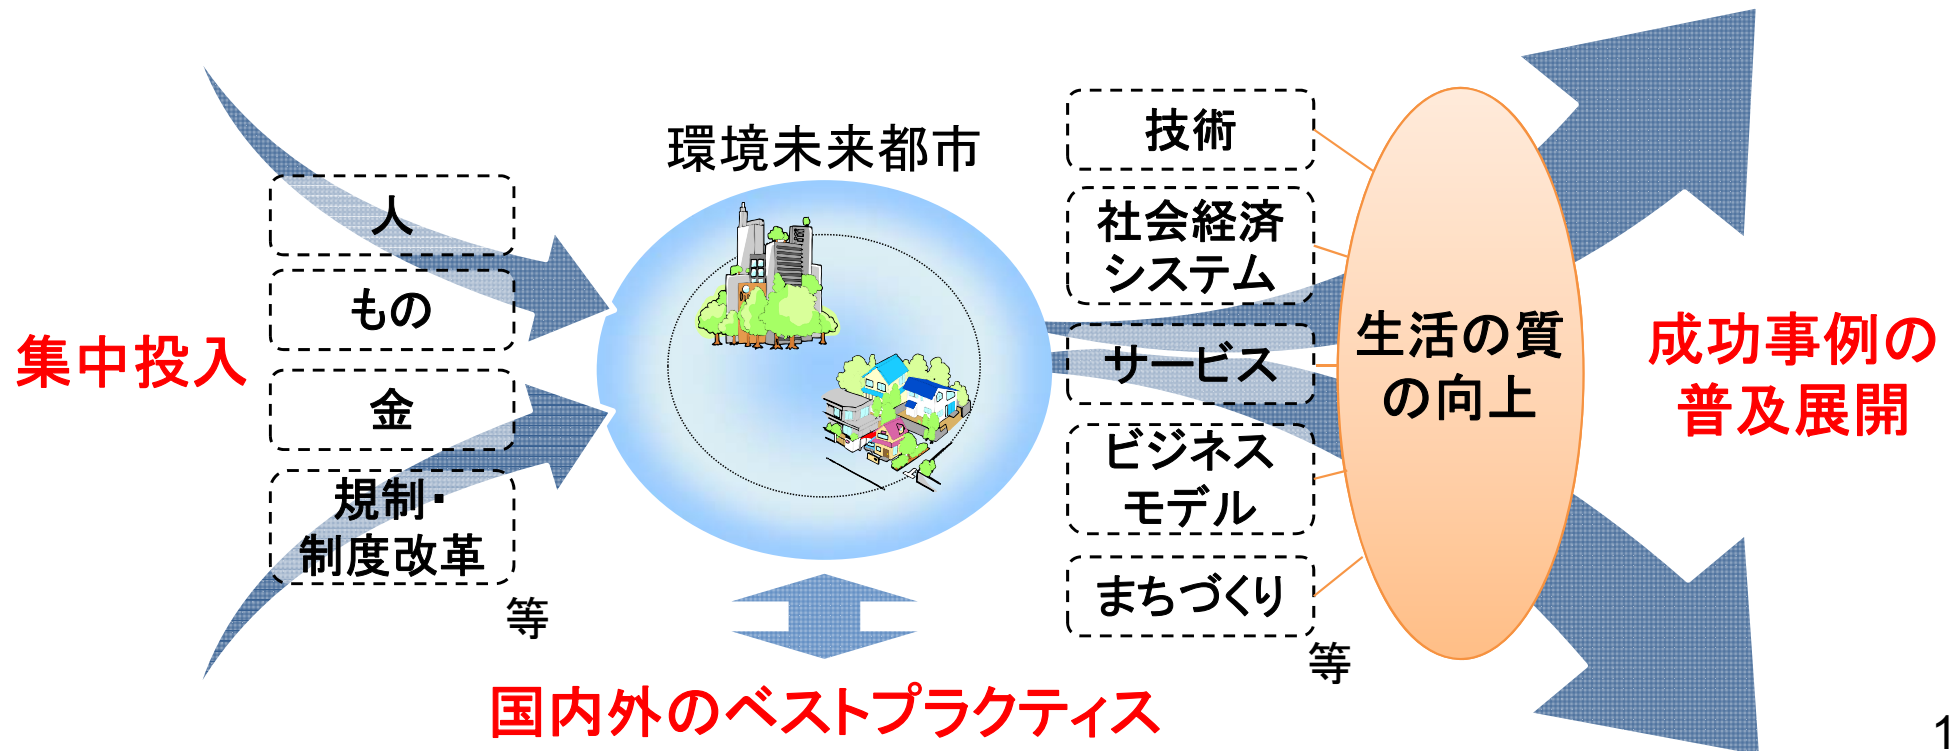 集中投入
人
もの
金
規制・
制度改革
等
環境未来都市
国内外のベストプラクティス
技術
社会経済
システム
サービス
ビジネス
モデル
まちづくり
等
生活の質
の向上
成功事例の
普及展開
1